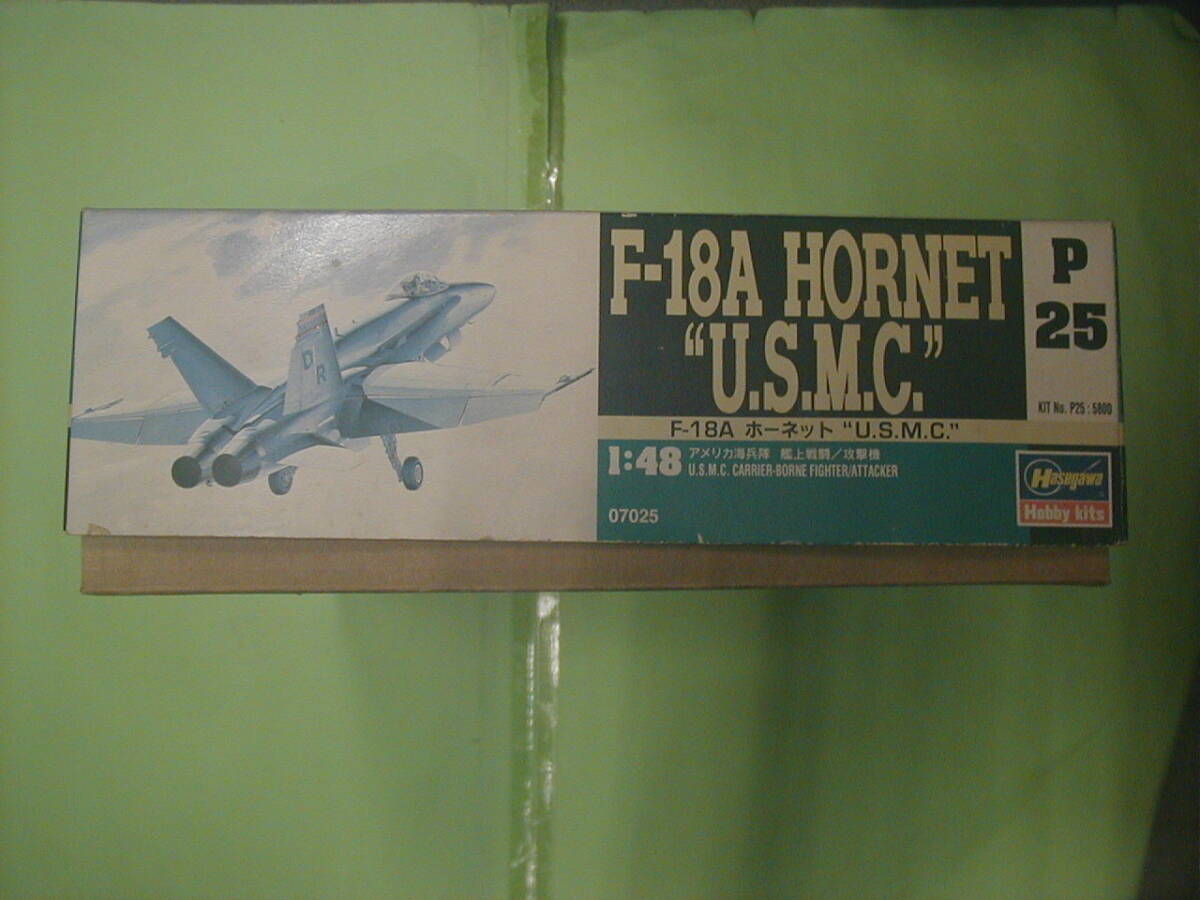 F-18A HORNET
"U.S.M.C."
P
25
KIT No. P25:5800
F-18A ホーネット "U.S.M.C."
1:48
アメリカ海兵隊 艦上戦闘/攻撃機
U.S.M.C. CARRIER-BORNE FIGHTER/ATTACKER
07025
Hasegawa
Hobby kits
D
R